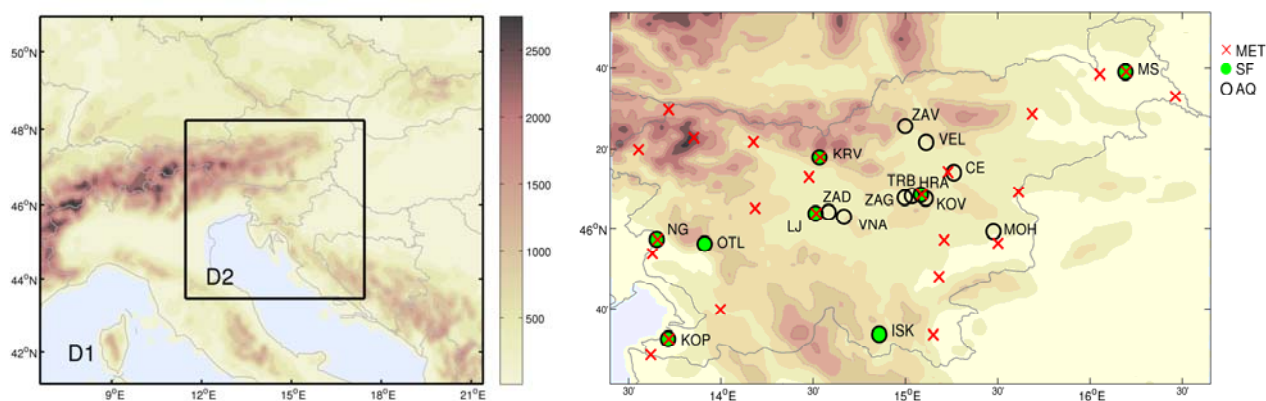 50°N
48°N
46°N
44°N
42°N
9°E
12°E
15°E
18°E
21°E
D1
D2
2500
2000
1500
1000
500
40'
20'
46°N
40'
30'
14°E
30'
15°E
30'
16°E
30'
MS
ZAV
VEL
KRV
CE
TRB
HRA
ZAG
KOV
ZAD
LJ
VNA
MOH
NG
OTL
ISK
KOP
MET
SF
AQ